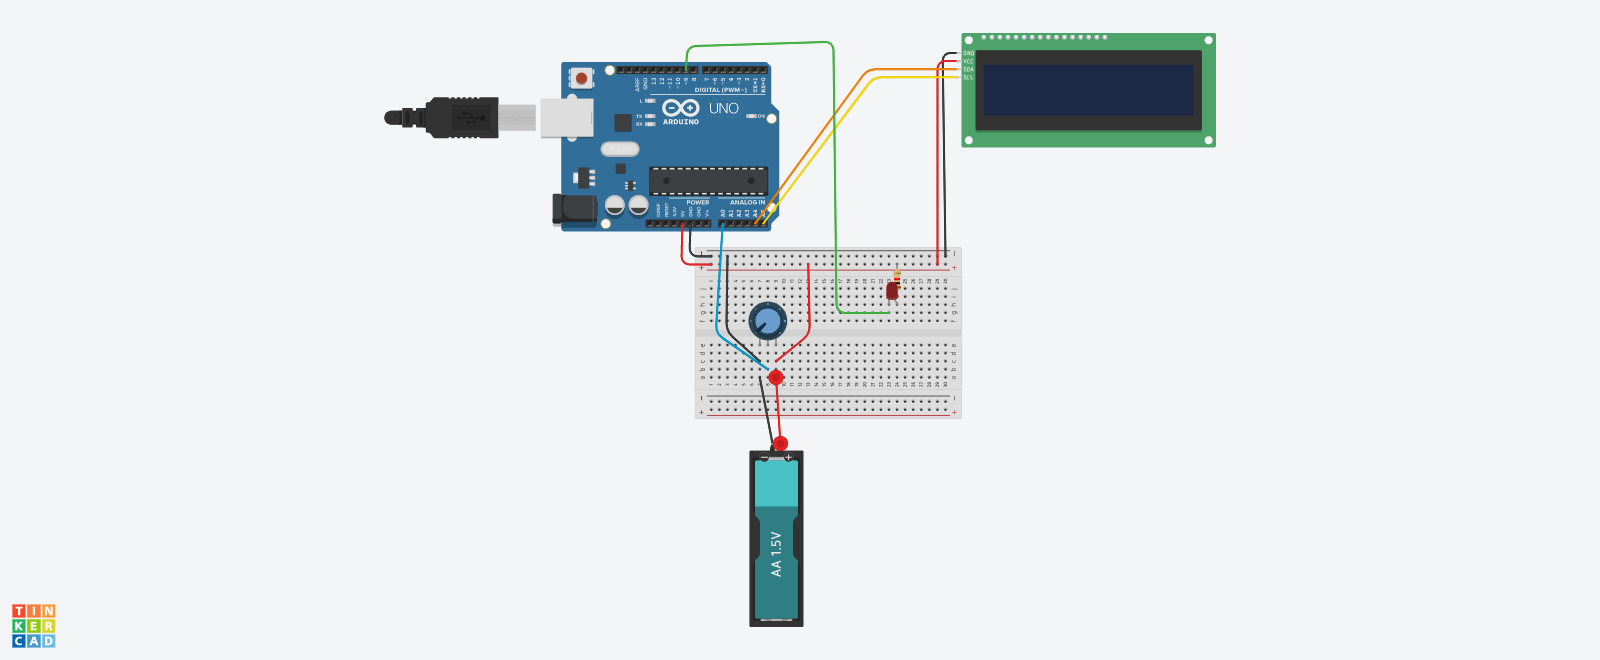 GND
VCC
SDA
SCL
AREF
GND
13
12
~11
~10
~9
8
7
~6
~5
4
~3
2
TX→1
RX←0
DIGITAL (PWM~)
L
TX
RX
ON
UNO
ARDUINO
POWER
ANALOG IN
IOREF
RESET
3.3V
5V
GND
GND
Vin
A0
A1
A2
A3
A4
A5
AA 1.5V
TIN
KER
CAD